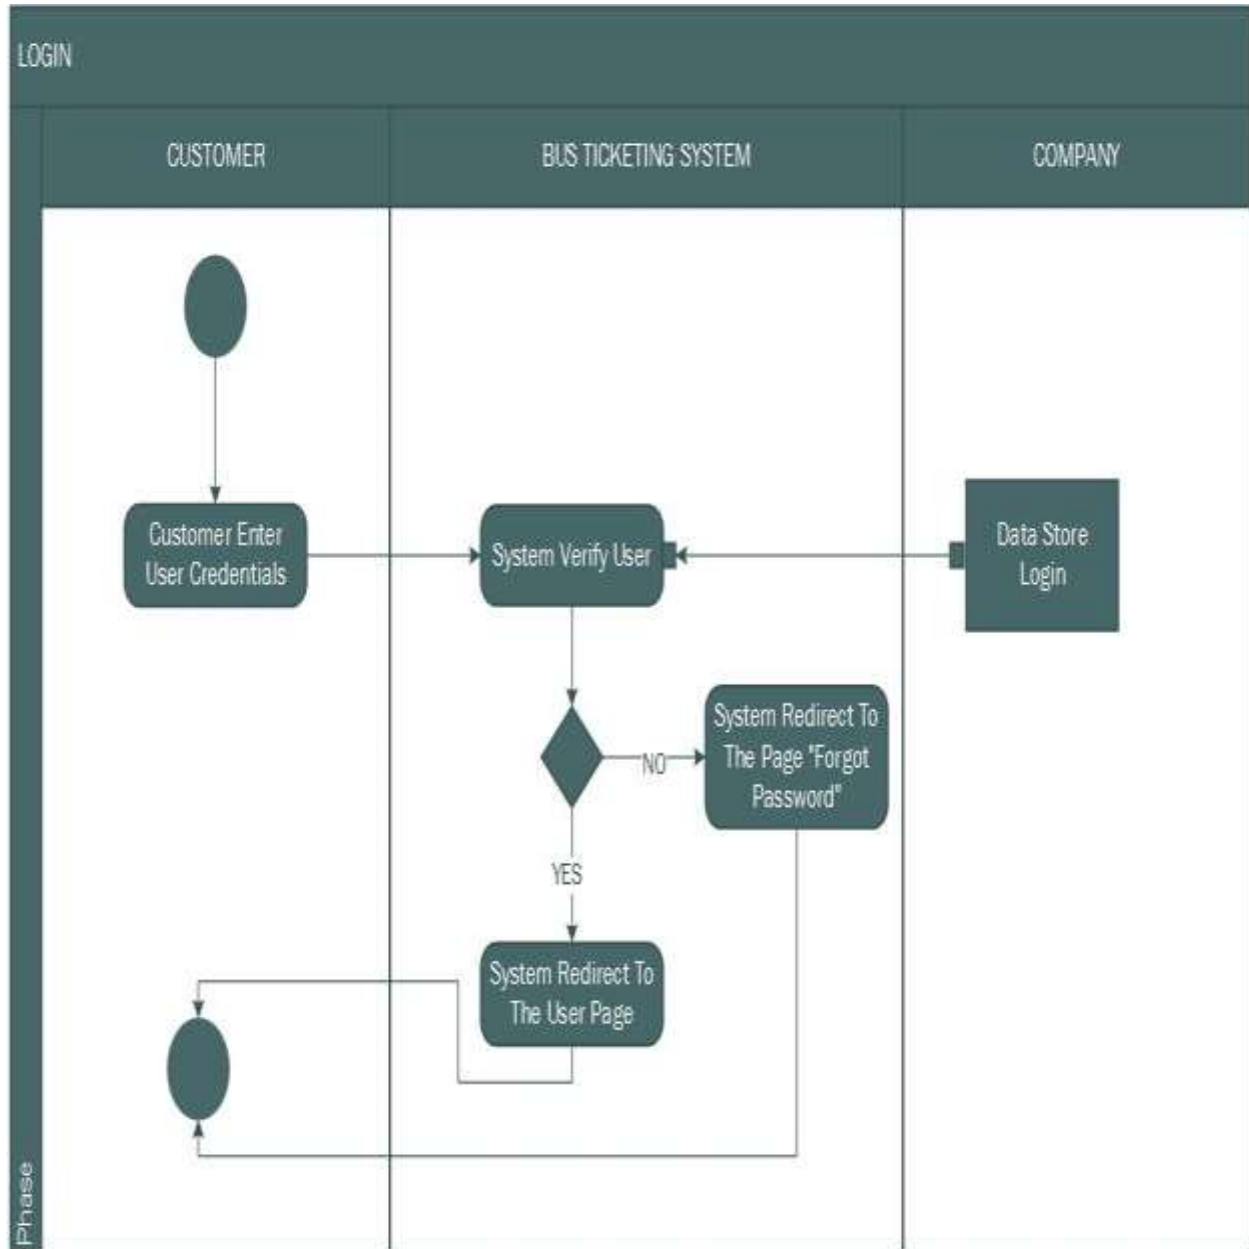 LOGIN
CUSTOMER
BUS TICKETING SYSTEM
COMPANY
Customer Enter
User Credentials
System Verify User
Data Store
Login
System Redirect To
The Page "Forgot
Password"
NO
YES
System Redirect To
The User Page
Phase